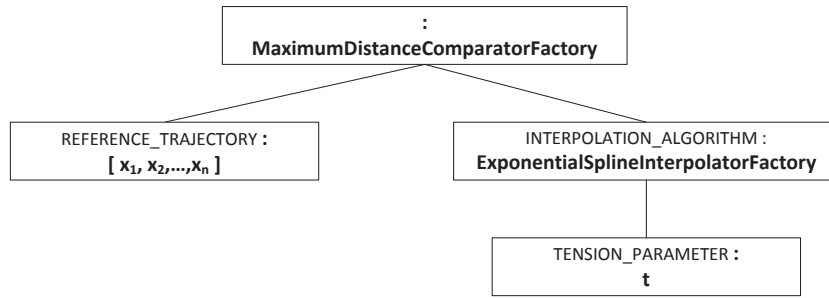 :
MaximumDistanceComparatorFactory
REFERENCE_TRAJECTORY :
[ x₁, x₂,...,xₙ ]
INTERPOLATION_ALGORITHM :
ExponentialSplineInterpolatorFactory
TENSION_PARAMETER :
t